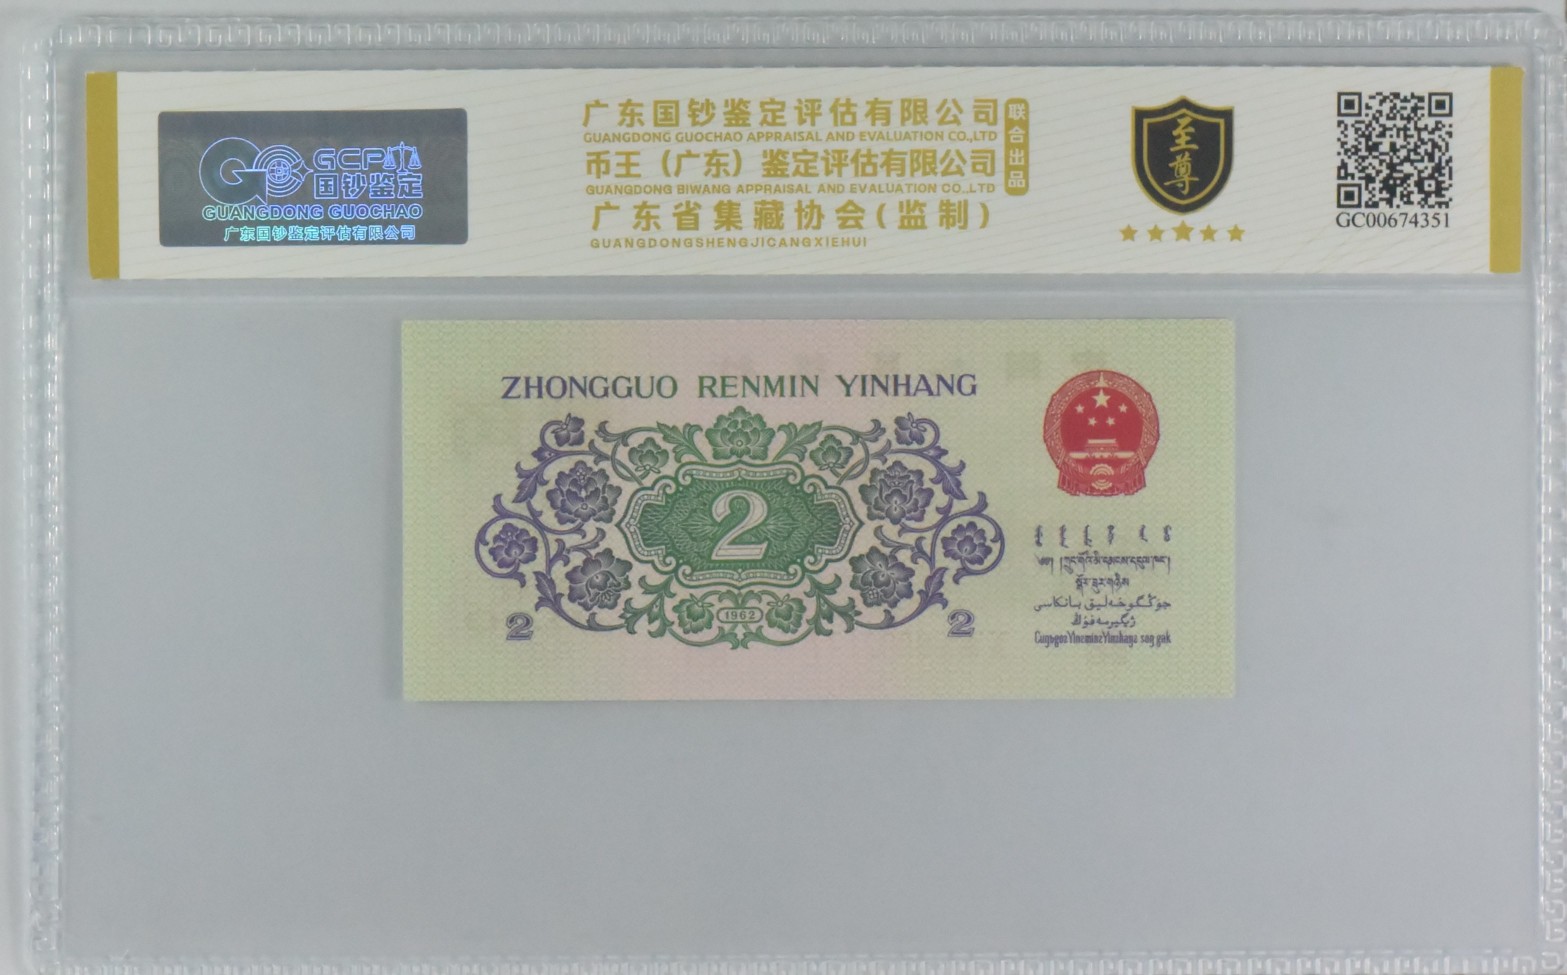 GCP
国钞鉴定
GUANGDONG GUOCHAO
广东国钞鉴定评估有限公司
广东国钞鉴定评估有限公司
GUANGDONG GUOCHAO APPRAISAL AND EVALUATION CO.,LTD
币王（广东）鉴定评估有限公司
GUANGDONG BIWANG APPRAISAL AND EVALUATION CO.,LTD
广东省集藏协会(监制)
GUANGDONGSHENGJICANGXIEHUI
联合出品
至尊
GC00674351
ZHONGGUO RENMIN YINHANG
2
1962
2
2
جۇڭگوخەلىق بانكاسى